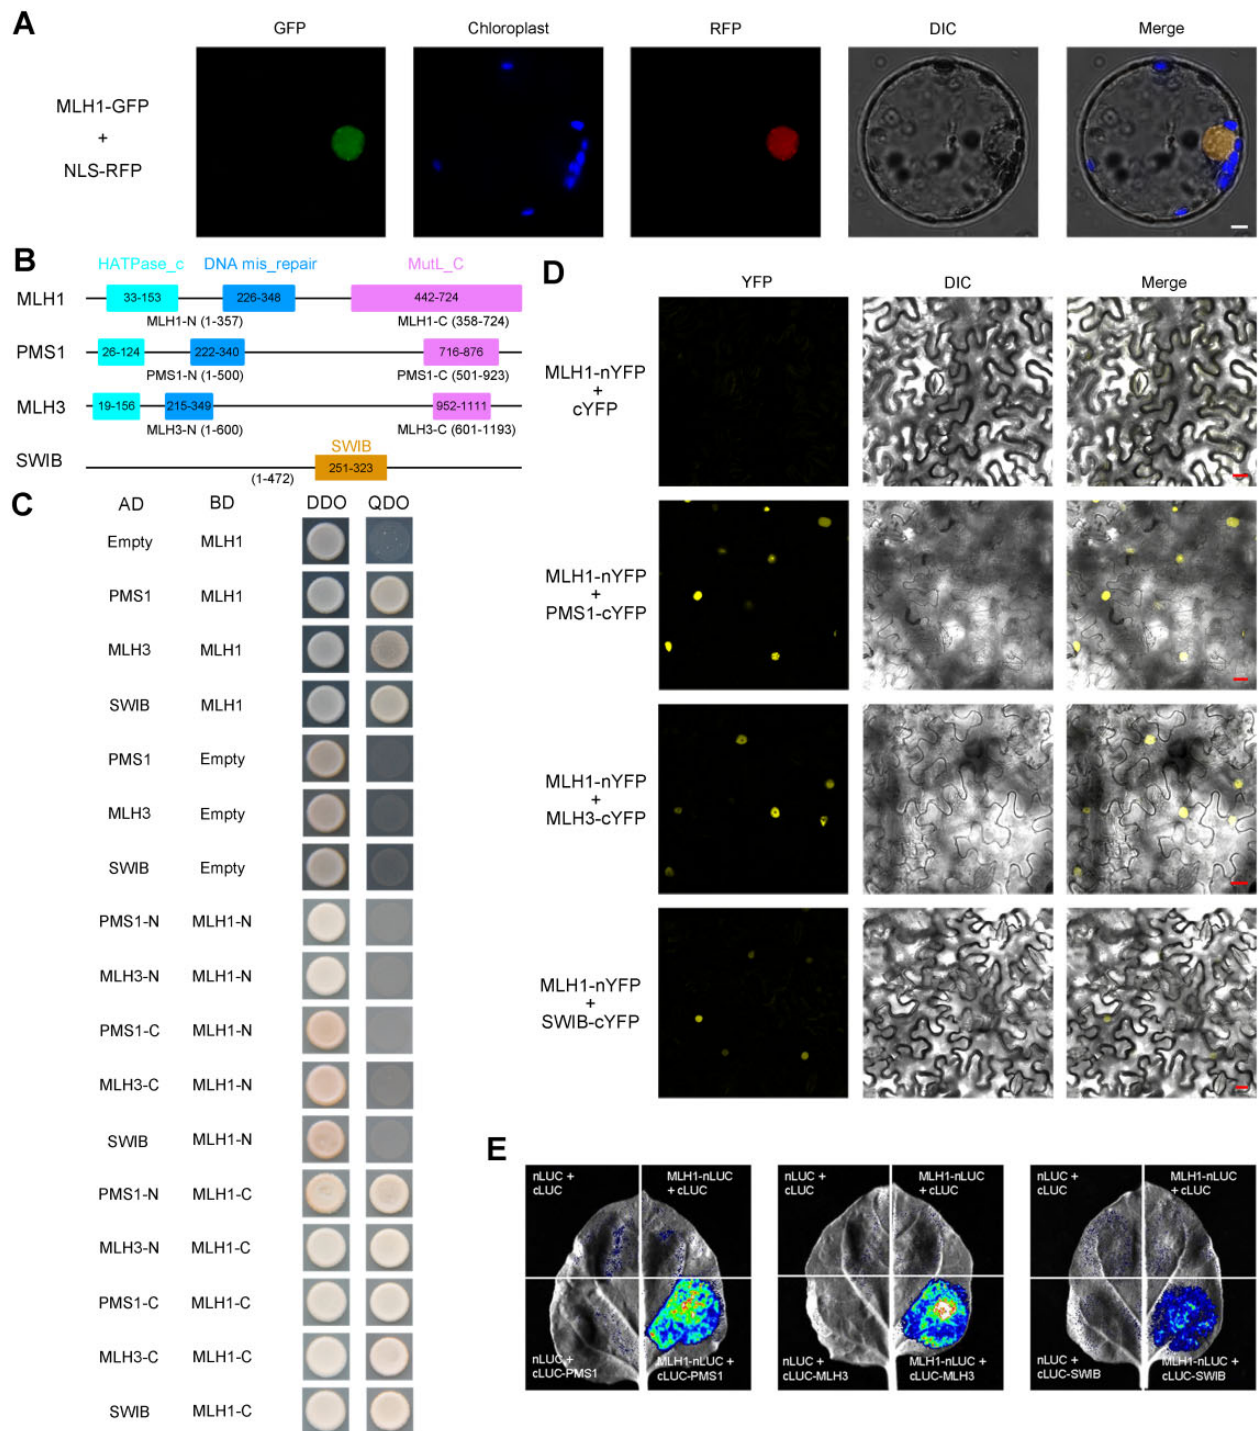 A
GFP
Chloroplast
RFP
DIC
Merge
MLH1-GFP
+
NLS-RFP
B
HATPase_c
DNA mis_repair
MutL_C
MLH1
33-153
226-348
442-724
MLH1-N (1-357)
MLH1-C (358-724)
PMS1
26-124
222-340
716-876
PMS1-N (1-500)
PMS1-C (501-923)
MLH3
19-156
215-349
952-1111
MLH3-N (1-600)
MLH3-C (601-1193)
SWIB
SWIB
251-323
(1-472)
C
AD
BD
DDO
QDO
Empty
MLH1
PMS1
MLH1
MLH3
MLH1
SWIB
MLH1
PMS1
Empty
MLH3
Empty
SWIB
Empty
PMS1-N
MLH1-N
MLH3-N
MLH1-N
PMS1-C
MLH1-N
MLH3-C
MLH1-N
SWIB
MLH1-N
PMS1-N
MLH1-C
MLH3-N
MLH1-C
PMS1-C
MLH1-C
MLH3-C
MLH1-C
SWIB
MLH1-C
D
YFP
DIC
Merge
MLH1-nYFP
+
cYFP
MLH1-nYFP
+
PMS1-cYFP
MLH1-nYFP
+
MLH3-cYFP
MLH1-nYFP
+
SWIB-cYFP
E
nLUC +
cLUC
MLH1-nLUC
+ cLUC
nLUC +
cLUC-PMS1
MLH1-nLUC +
cLUC-PMS1
nLUC +
cLUC
MLH1-nLUC
+ cLUC
nLUC +
cLUC-MLH3
MLH1-nLUC +
cLUC-MLH3
nLUC +
cLUC
MLH1-nLUC
+ cLUC
nLUC +
cLUC-SWIB
MLH1-nLUC +
cLUC-SWIB